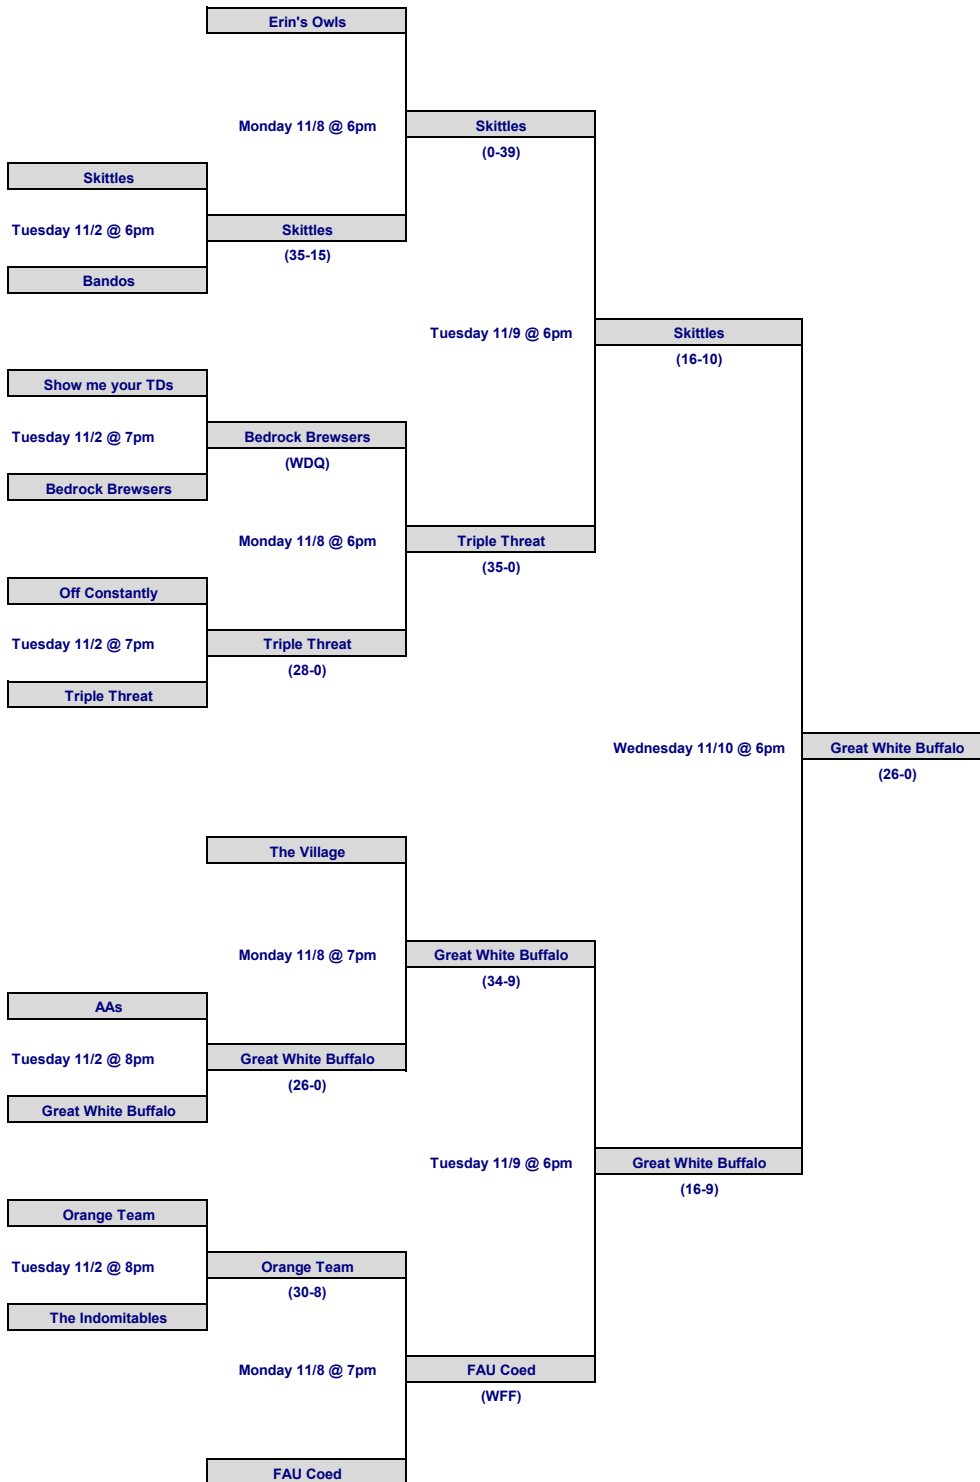 Erin's Owls
Monday 11/8 @ 6pm
Skittles
(0-39)
Skittles
Tuesday 11/2 @ 6pm
Skittles
(35-15)
Bandos
Tuesday 11/9 @ 6pm
Skittles
(16-10)
Show me your TDs
Tuesday 11/2 @ 7pm
Bedrock Brewsers
(WDQ)
Bedrock Brewsers
Monday 11/8 @ 6pm
Triple Threat
(35-0)
Off Constantly
Tuesday 11/2 @ 7pm
Triple Threat
(28-0)
Triple Threat
Wednesday 11/10 @ 6pm
Great White Buffalo
(26-0)
The Village
Monday 11/8 @ 7pm
Great White Buffalo
(34-9)
AAs
Tuesday 11/2 @ 8pm
Great White Buffalo
(26-0)
Great White Buffalo
Tuesday 11/9 @ 6pm
Great White Buffalo
(16-9)
Orange Team
Tuesday 11/2 @ 8pm
Orange Team
(30-8)
The Indomitables
Monday 11/8 @ 7pm
FAU Coed
(WFF)
FAU Coed